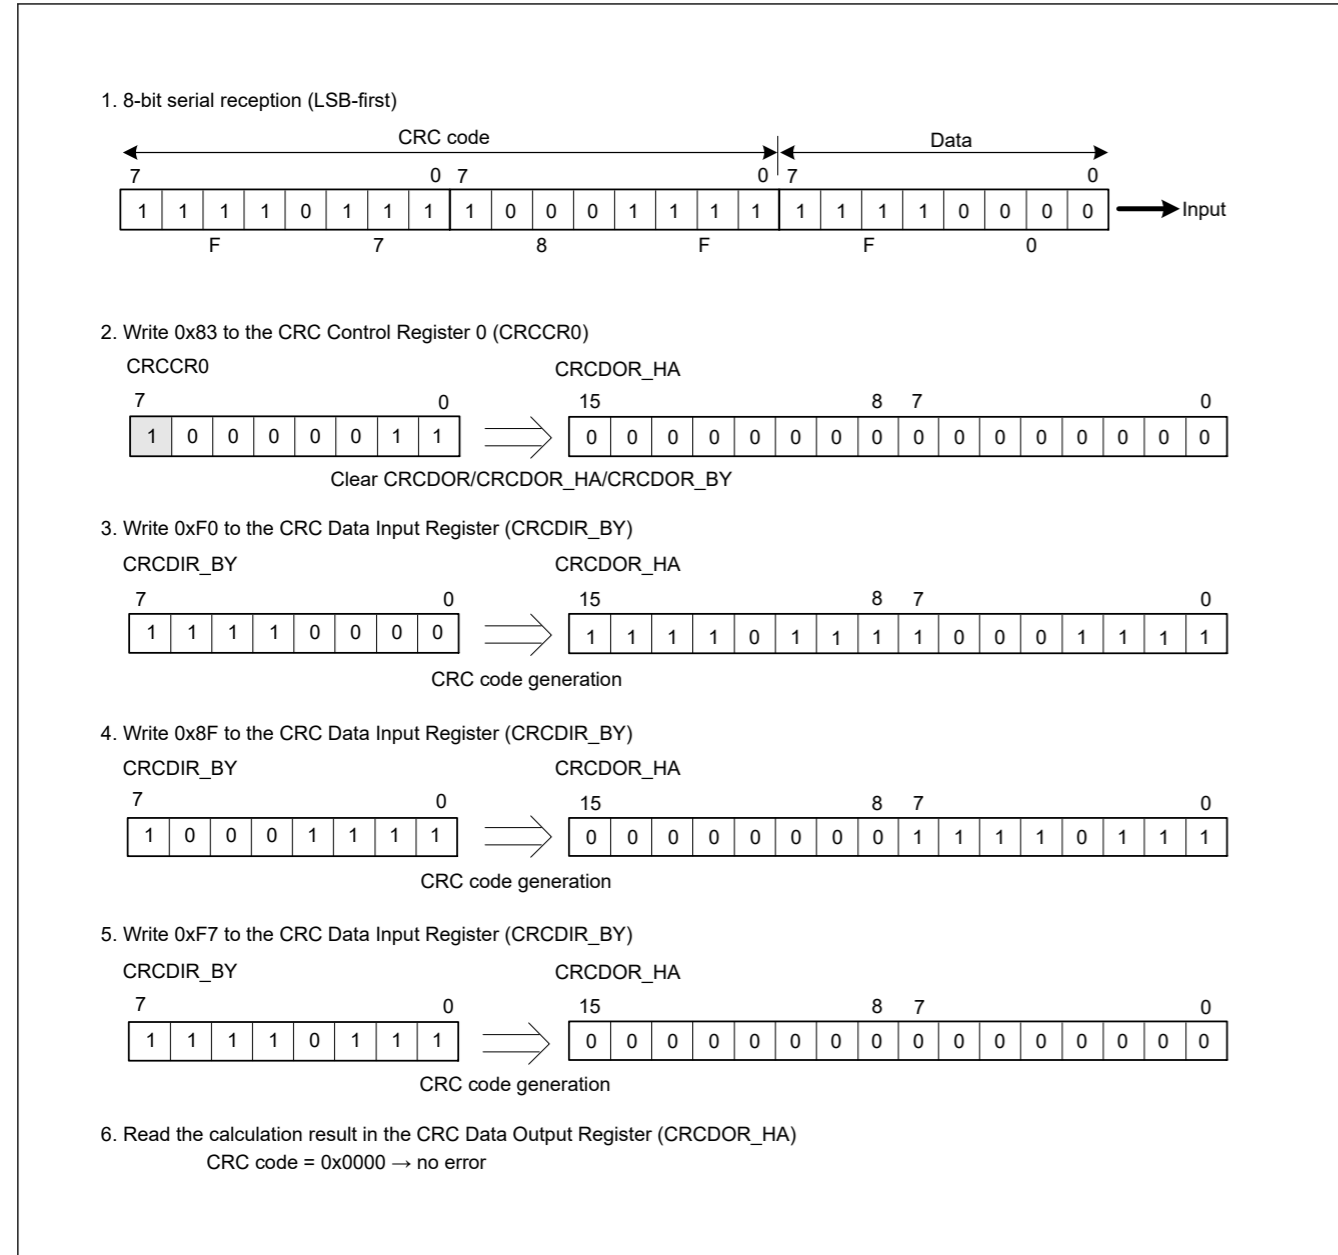 1. 8-bit serial reception (LSB-first)
CRC code Data
7 0 7 0 7 0
1 1 1 1 0 1 1 1 1 0 0 0 1 1 1 1 1 1 1 1 0 0 0 0 Input
F 7 8 F F 0
2. Write 0x83 to the CRC Control Register 0 (CRCCR0)
CRCCR0 CRCDOR_HA
7 0 15 8 7 0
1 0 0 0 0 0 1 1 0 0 0 0 0 0 0 0 0 0 0 0 0 0 0 0
Clear CRCDOR/CRCDOR_HA/CRCDOR_BY
3. Write 0xF0 to the CRC Data Input Register (CRCDIR_BY)
CRCDIR_BY CRCDOR_HA
7 0 15 8 7 0
1 1 1 1 0 0 0 0 1 1 1 1 0 1 1 1 1 0 0 0 1 1 1 1
CRC code generation
4. Write 0x8F to the CRC Data Input Register (CRCDIR_BY)
CRCDIR_BY CRCDOR_HA
7 0 15 8 7 0
1 0 0 0 1 1 1 1 0 0 0 0 0 0 0 0 1 1 1 1 0 1 1 1
CRC code generation
5. Write 0xF7 to the CRC Data Input Register (CRCDIR_BY)
CRCDIR_BY CRCDOR_HA
7 0 15 8 7 0
1 1 1 1 0 1 1 1 0 0 0 0 0 0 0 0 0 0 0 0 0 0 0 0
CRC code generation
6. Read the calculation result in the CRC Data Output Register (CRCDOR_HA)
CRC code = 0x0000 → no error